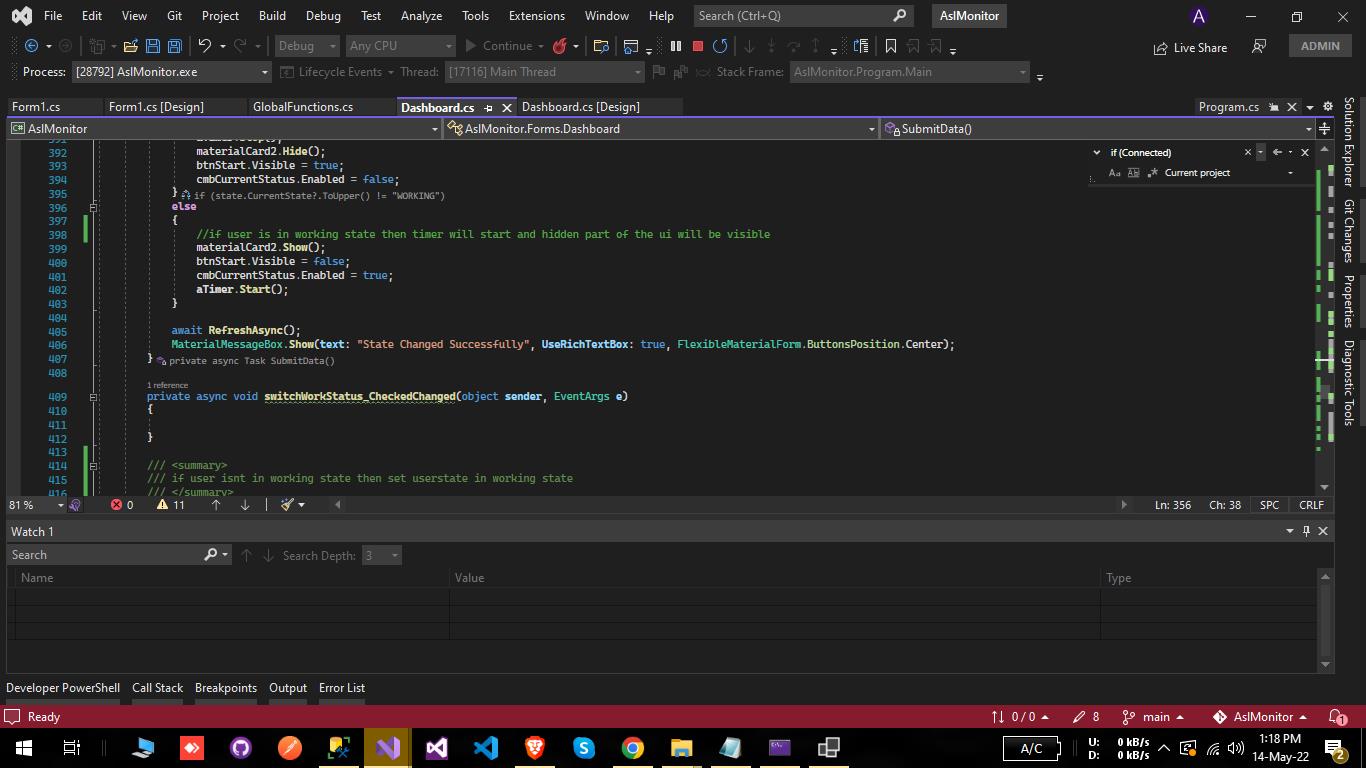 File Edit View Git Project Build Debug Test Analyze Tools Extensions Window Help Search (Ctrl+Q) AslMonitor A
Debug Any CPU Continue Live Share ADMIN
Process: [28792] AslMonitor.exe Lifecycle Events Thread: [17116] Main Thread Stack Frame: AslMonitor.Program.Main
Form1.cs Form1.cs [Design] GlobalFunctions.cs Dashboard.cs Dashboard.cs [Design] Program.cs
AslMonitor AslMonitor.Forms.Dashboard SubmitData()
if (Connected)
Aa Current project
391
392 materialCard2.Hide();
393 btnStart.Visible = true;
394 cmbCurrentStatus.Enabled = false;
395 } if (state.CurrentState?.ToUpper() != "WORKING")
396 else
397 {
398 //if user is in working state then timer will start and hidden part of the ui will be visible
399 materialCard2.Show();
400 btnStart.Visible = false;
401 cmbCurrentStatus.Enabled = true;
402 aTimer.Start();
403 }
404
405 await RefreshAsync();
406 MaterialMessageBox.Show(text: "State Changed Successfully", UseRichTextBox: true, FlexibleMaterialForm.ButtonsPosition.Center);
407 } private async Task SubmitData()
408
1 reference
409 private async void switchWorkStatus_CheckedChanged(object sender, EventArgs e)
410 {
411
412 }
413
414 /// <summary>
415 /// if user isnt in working state then set userstate in working state
416 /// </summary>
81 % 0 11 Ln: 356 Ch: 38 SPC CRLF
Solution Explorer
Git Changes
Properties
Diagnostic Tools
Watch 1
Search Search Depth: 3
Name Value Type
Developer PowerShell Call Stack Breakpoints Output Error List
Ready 0 / 0 8 main AslMonitor 1
A/C U: 0 kB/s 1:18 PM
D: 0 kB/s 14-May-22 2